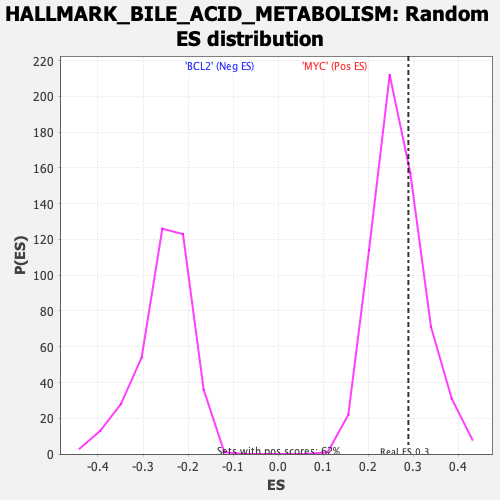 HALLMARK_BILE_ACID_METABOLISM: Random
ES distribution
'BCL2' (Neg ES)
'MYC' (Pos ES)
220
200
180
160
140
120
100
80
60
40
20
0
P(ES)
Sets with pos scores: 62%
Real ES 0.3
-0.4
-0.3
-0.2
-0.1
0.0
0.1
0.2
0.3
0.4
ES